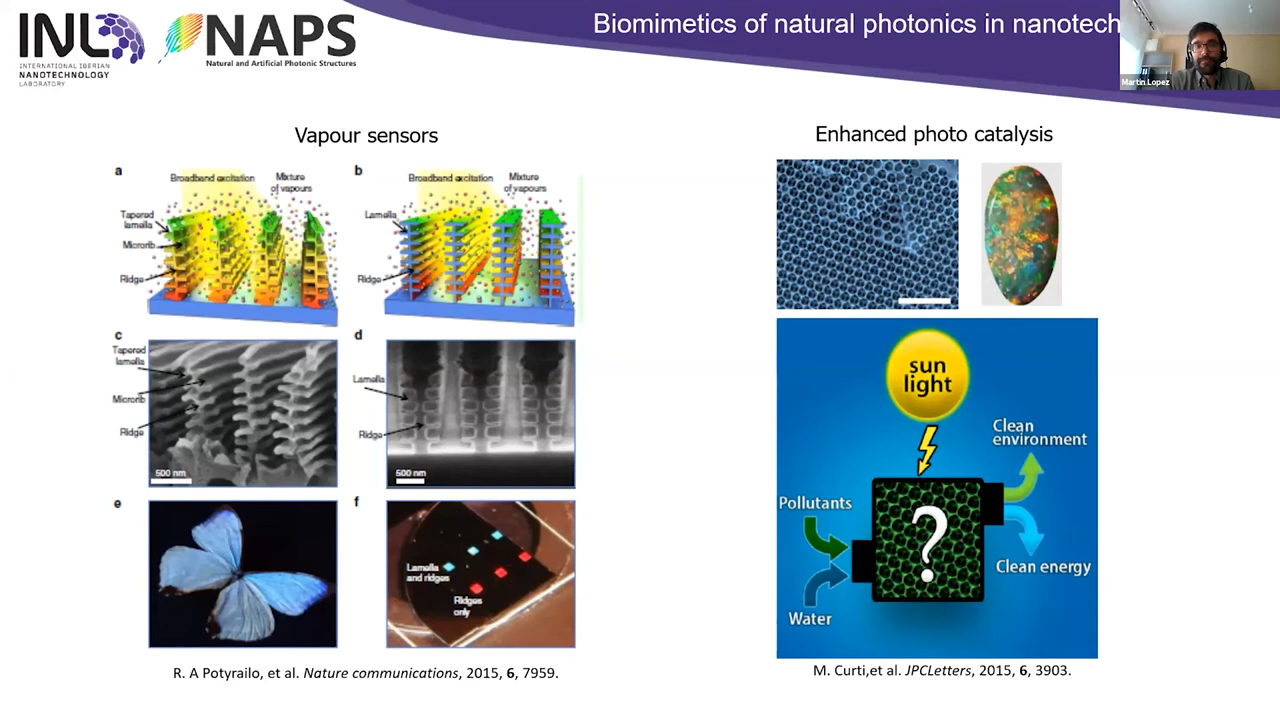 INL
INTERNATIONAL IBERIAN
NANOTECHNOLOGY
LABORATORY
NAPS
Natural and Artificial Photonic Structures
Biomimetics of natural photonics in nanotech
Martin Lopez
Vapour sensors
a
Broadband excitation
Mixture
of vapours
Tapered
lamella
Microrib
Ridge
b
Broadband excitation
Mixture
of vapours
Lamella
Ridge
c
Tapered
lamella
Microrib
Ridge
500 nm
d
Lamella
Ridge
500 nm
e
f
Lamella
and ridges
Ridges
only
R. A Potyrailo, et al. Nature communications, 2015, 6, 7959.
Enhanced photo catalysis
sun
light
Clean
environment
Pollutants
?
Clean energy
Water
M. Curti,et al. JPCLetters, 2015, 6, 3903.